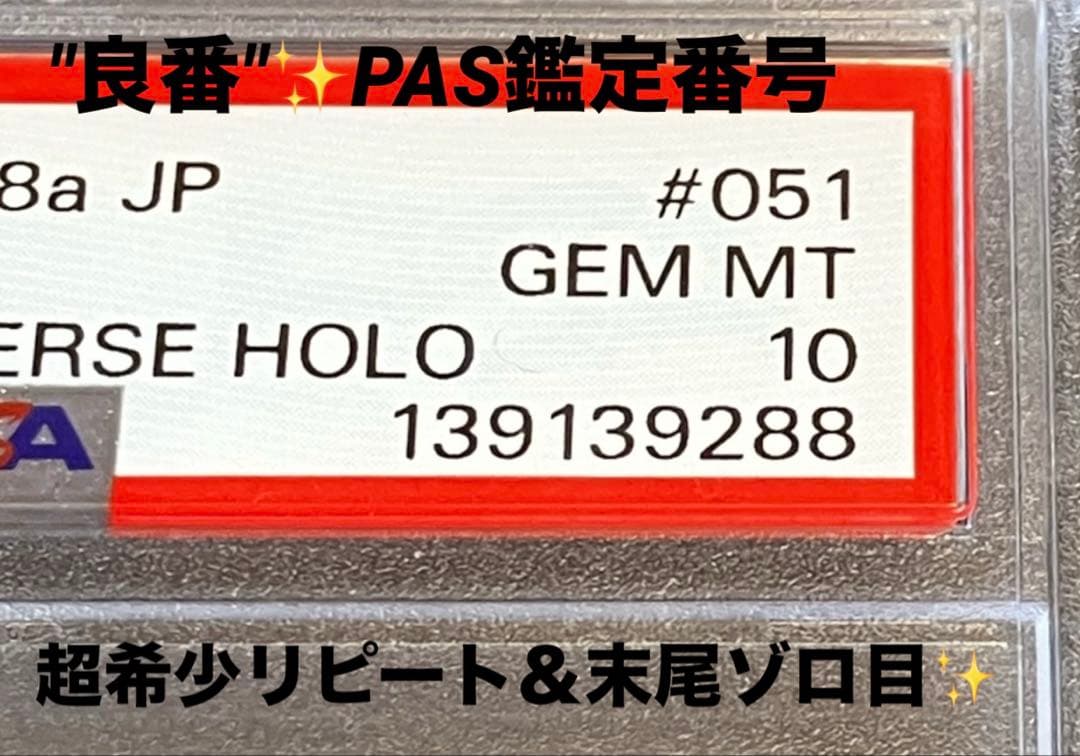 "良番"✨PAS鑑定番号
8a JP #051
GEM MT
ERSE HOLO 10
SA 139139288
超希少リピート&末尾ゾロ目✨